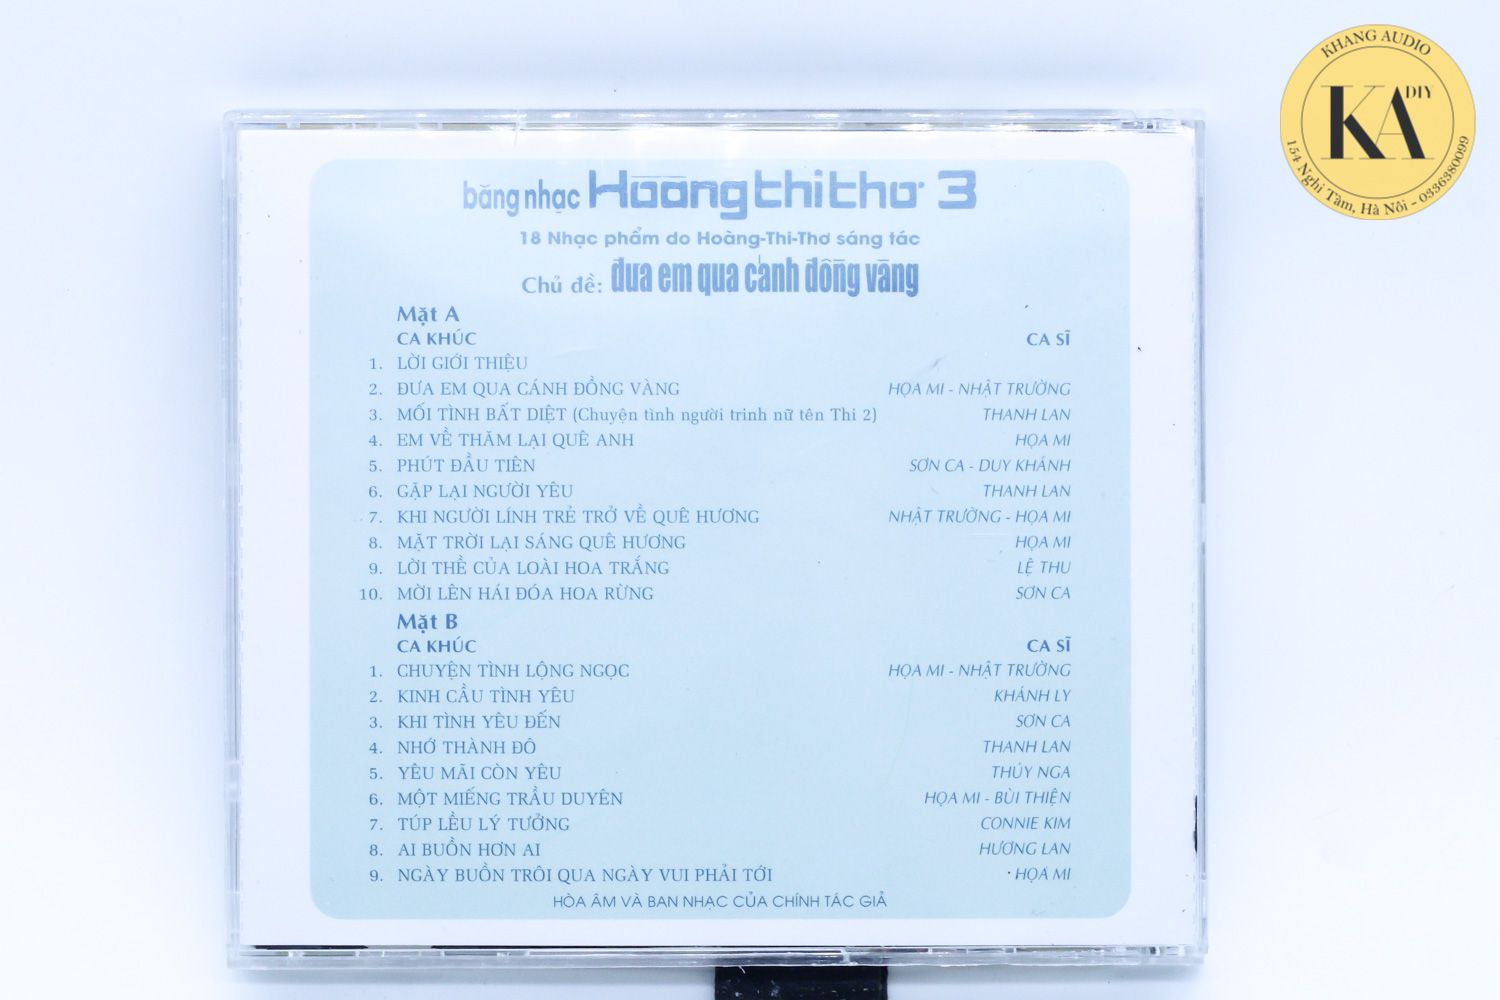 KHANG AUDIO
KA DIY
154 Nghi Tàm, Hà Nôi - 0336380099
băng nhạc Hoàng thi thơ 3
18 Nhạc phẩm do Hoàng-Thi-Thơ sáng tác
Chủ đề: đưa em qua cánh đồng vàng
Mặt A
CA KHÚC CA SĨ
1. LỜI GIỚI THIỆU
2. ĐƯA EM QUA CÁNH ĐỒNG VÀNG HỌA MI - NHẬT TRƯỜNG
3. MỐI TÌNH BẤT DIỆT (Chuyện tình người trinh nữ tên Thi 2) THANH LAN
4. EM VỀ THĂM LẠI QUÊ ANH HỌA MI
5. PHÚT ĐẦU TIÊN SƠN CA - DUY KHÁNH
6. GẶP LẠI NGƯỜI YÊU THANH LAN
7. KHI NGƯỜI LÍNH TRẺ TRỞ VỀ QUÊ HƯƠNG NHẬT TRƯỜNG - HỌA MI
8. MẶT TRỜI LẠI SÁNG QUÊ HƯƠNG HỌA MI
9. LỜI THỀ CỦA LOÀI HOA TRẮNG LỆ THU
10. MỜI LÊN HÁI ĐÓA HOA RỪNG SƠN CA
Mặt B
CA KHÚC CA SĨ
1. CHUYỆN TÌNH LỘNG NGỌC HỌA MI - NHẬT TRƯỜNG
2. KINH CẦU TÌNH YÊU KHÁNH LY
3. KHI TÌNH YÊU ĐẾN SƠN CA
4. NHỚ THÀNH ĐÔ THANH LAN
5. YÊU MÃI CÒN YÊU THÚY NGA
6. MỘT MIẾNG TRẦU DUYÊN HỌA MI - BÙI THIỆN
7. TÚP LỀU LÝ TƯỞNG CONNIE KIM
8. AI BUỒN HƠN AI HƯƠNG LAN
9. NGÀY BUỒN TRÔI QUA NGÀY VUI PHẢI TỚI HỌA MI
HÒA ÂM VÀ BAN NHẠC CỦA CHÍNH TÁC GIẢ